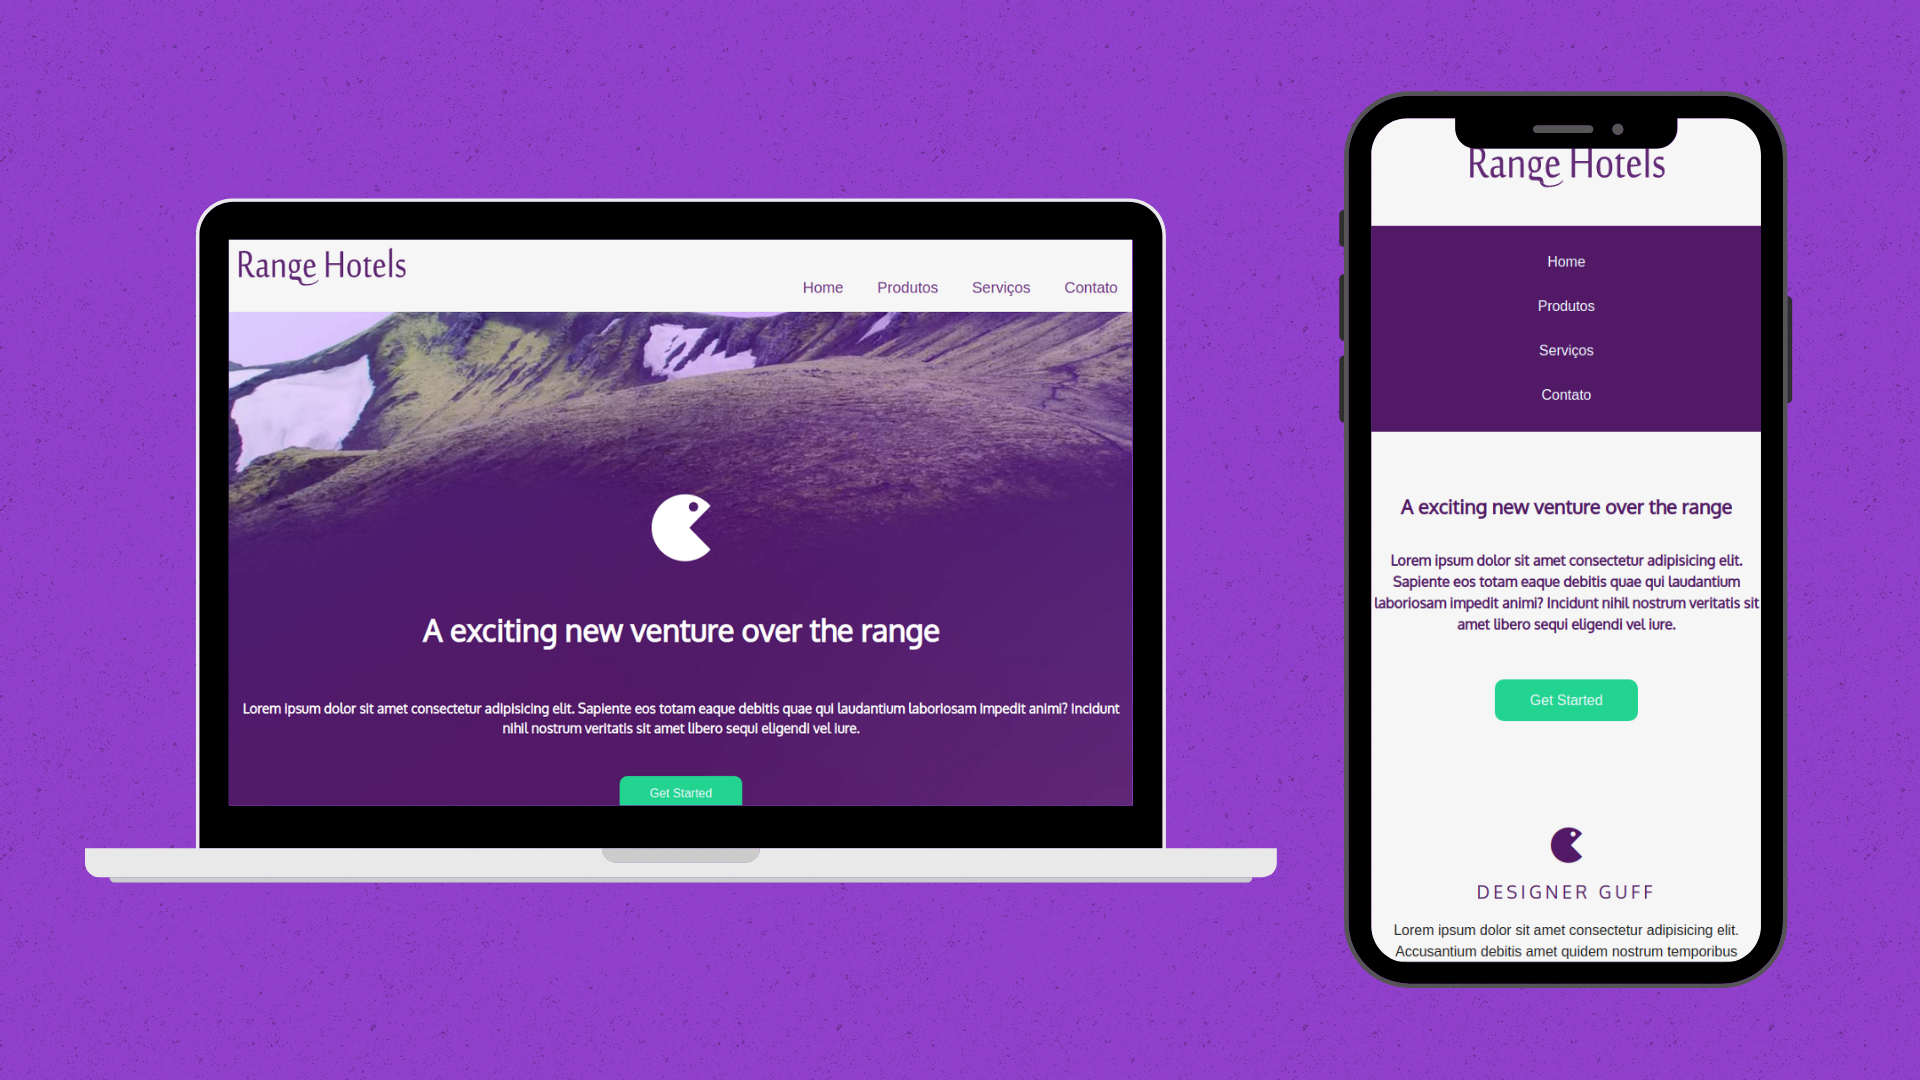 Range Hotels
Home Produtos Serviços Contato
A exciting new venture over the range
Lorem ipsum dolor sit amet consectetur adipisicing elit. Sapiente eos totam eaque debitis quae qui laudantium laboriosam impedit animi? Incidunt
nihil nostrum veritatis sit amet libero sequi eligendi vel iure.
Get Started
Range Hotels
Home
Produtos
Serviços
Contato
A exciting new venture over the range
Lorem ipsum dolor sit amet consectetur adipisicing elit.
Sapiente eos totam eaque debitis quae qui laudantium
laboriosam impedit animi? Incidunt nihil nostrum veritatis sit
amet libero sequi eligendi vel iure.
Get Started
DESIGNER GUFF
Lorem ipsum dolor sit amet consectetur adipisicing elit.
Accusantium debitis amet quidem nostrum temporibus